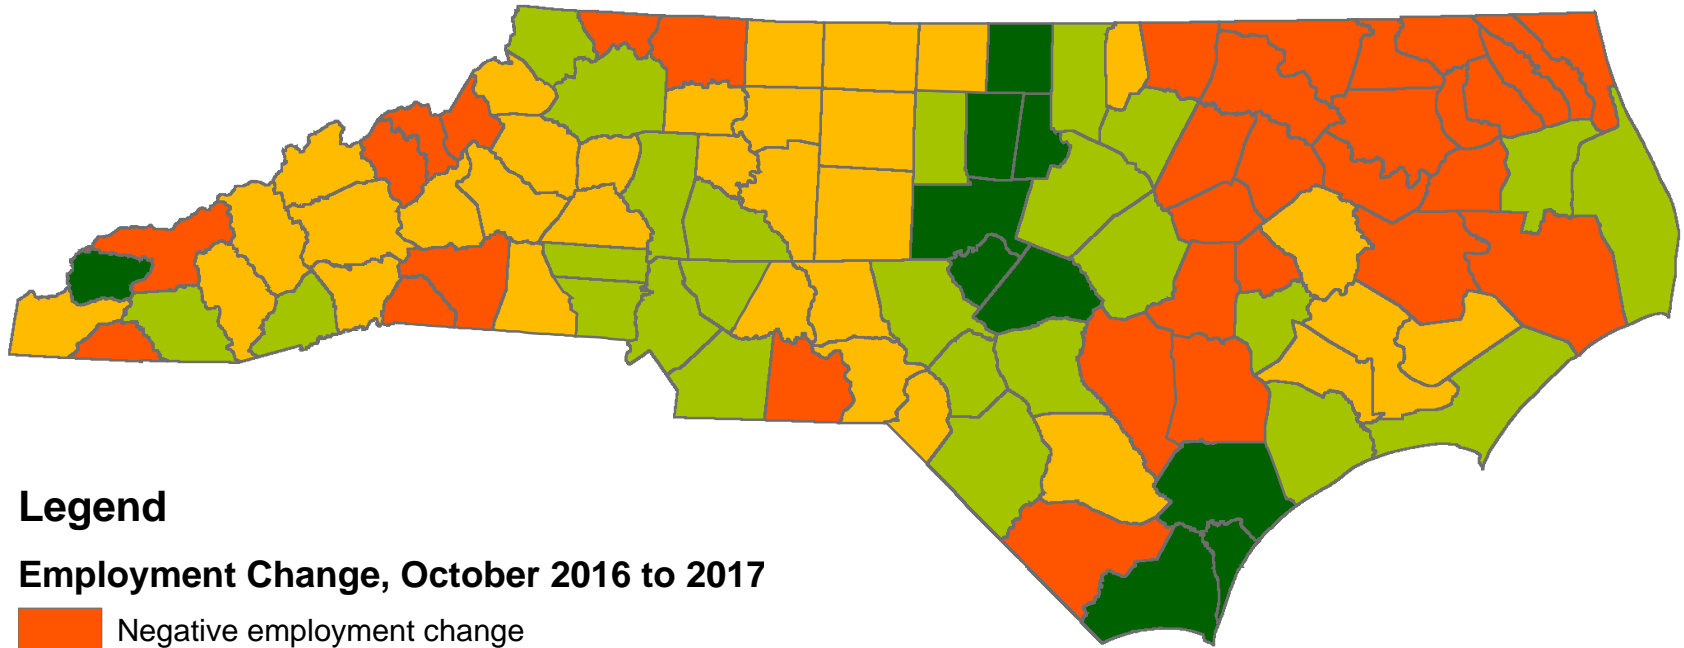 Legend
Employment Change, October 2016 to 2017
Negative employment change